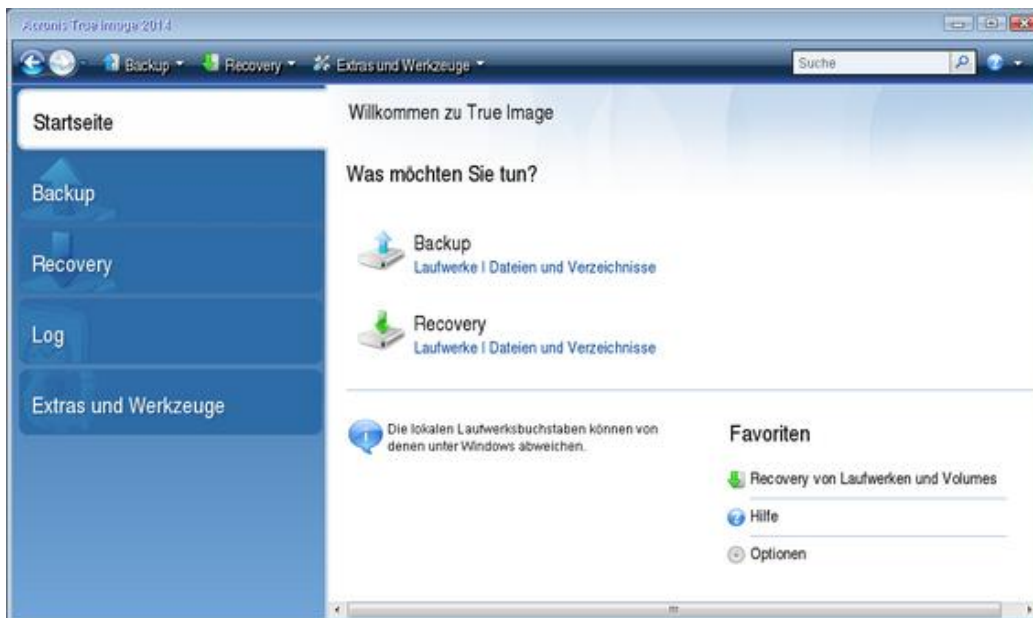 Acronis True Image 2014
Backup Recovery Extras und Werkzeuge Suche
Startseite
Backup
Recovery
Log
Extras und Werkzeuge
Willkommen zu True Image
Was möchten Sie tun?
Backup
Laufwerke | Dateien und Verzeichnisse
Recovery
Laufwerke | Dateien und Verzeichnisse
Die lokalen Laufwerksbuchstaben können von
denen unter Windows abweichen.
Favoriten
Recovery von Laufwerken und Volumes
Hilfe
Optionen